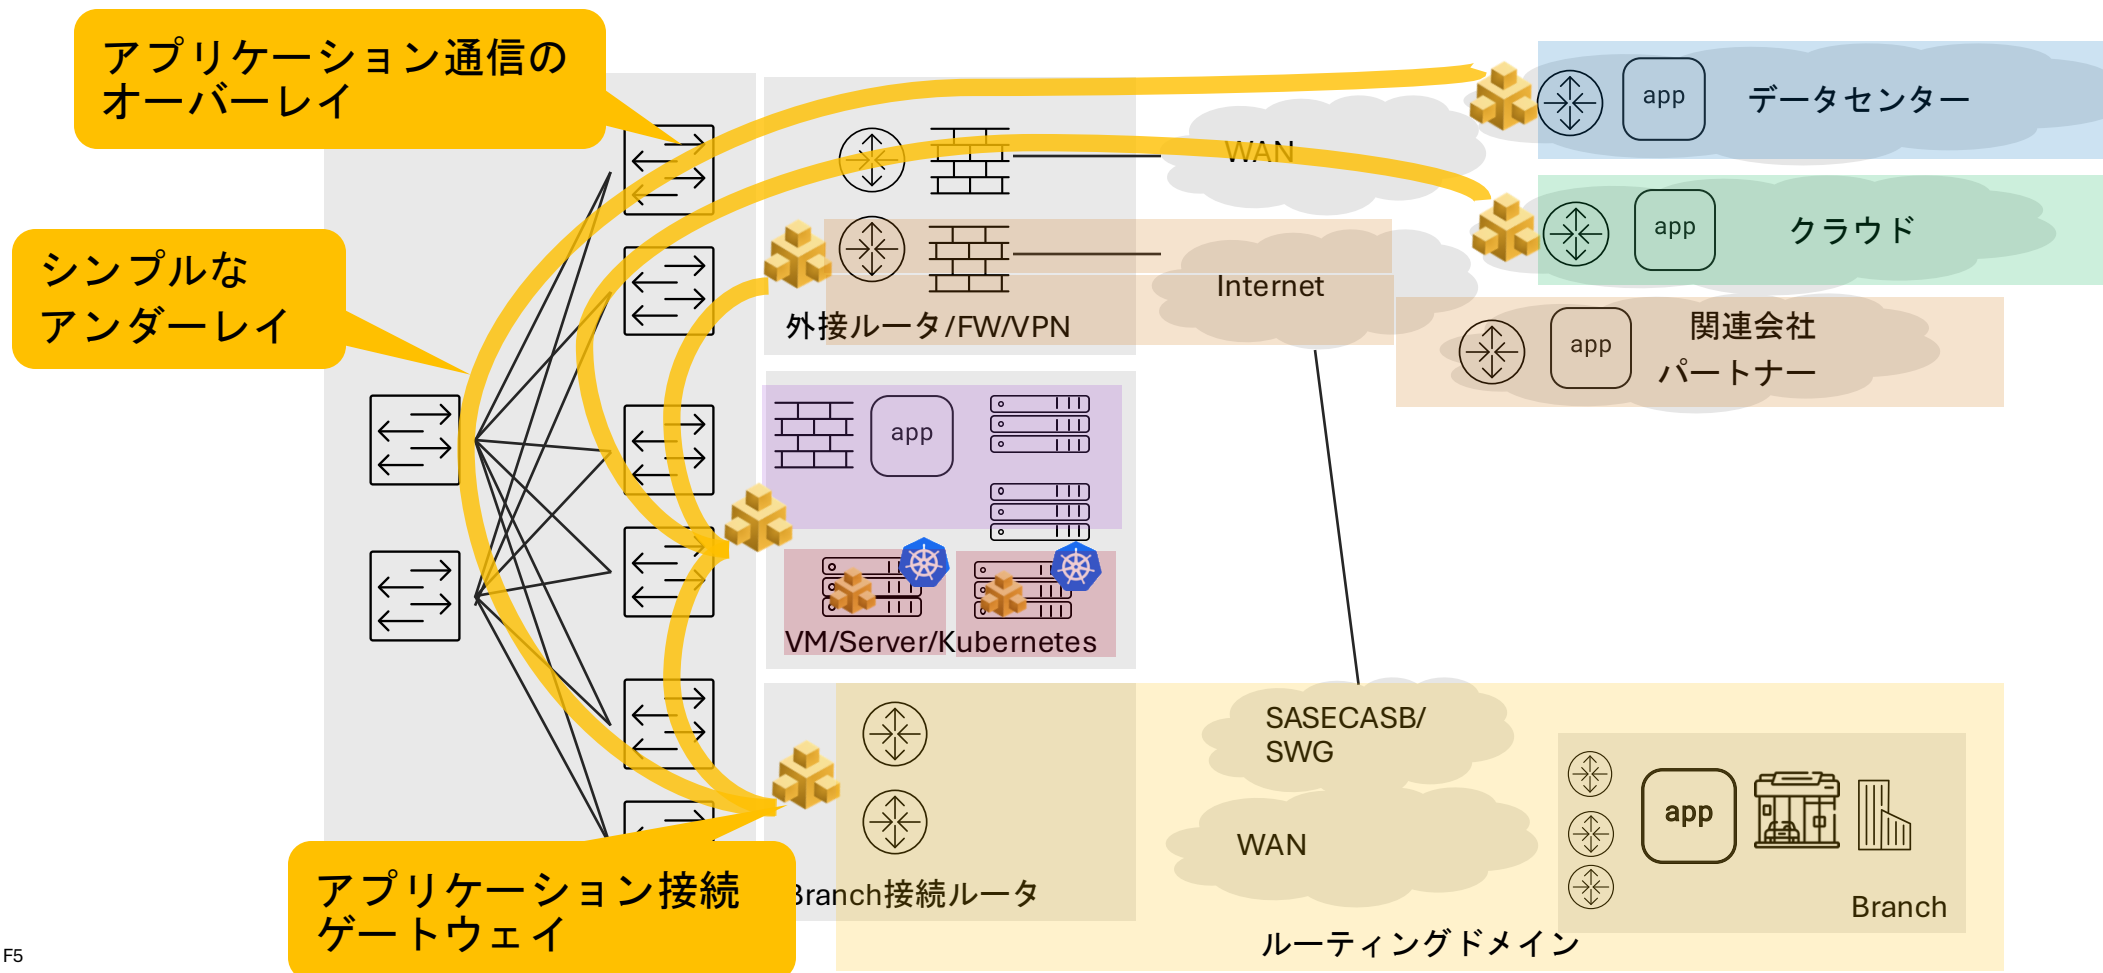 アプリケーション通信の
オーバーレイ
シンプルな
アンダーレイ
WAN
Internet
外接ルータ/FW/VPN
app
データセンター
app
クラウド
app
関連会社
パートナー
app
VM/Server/Kubernetes
SASECASB/
SWG
WAN
app
Branch
Branch接続ルータ
ルーティングドメイン
アプリケーション接続
ゲートウェイ
F5